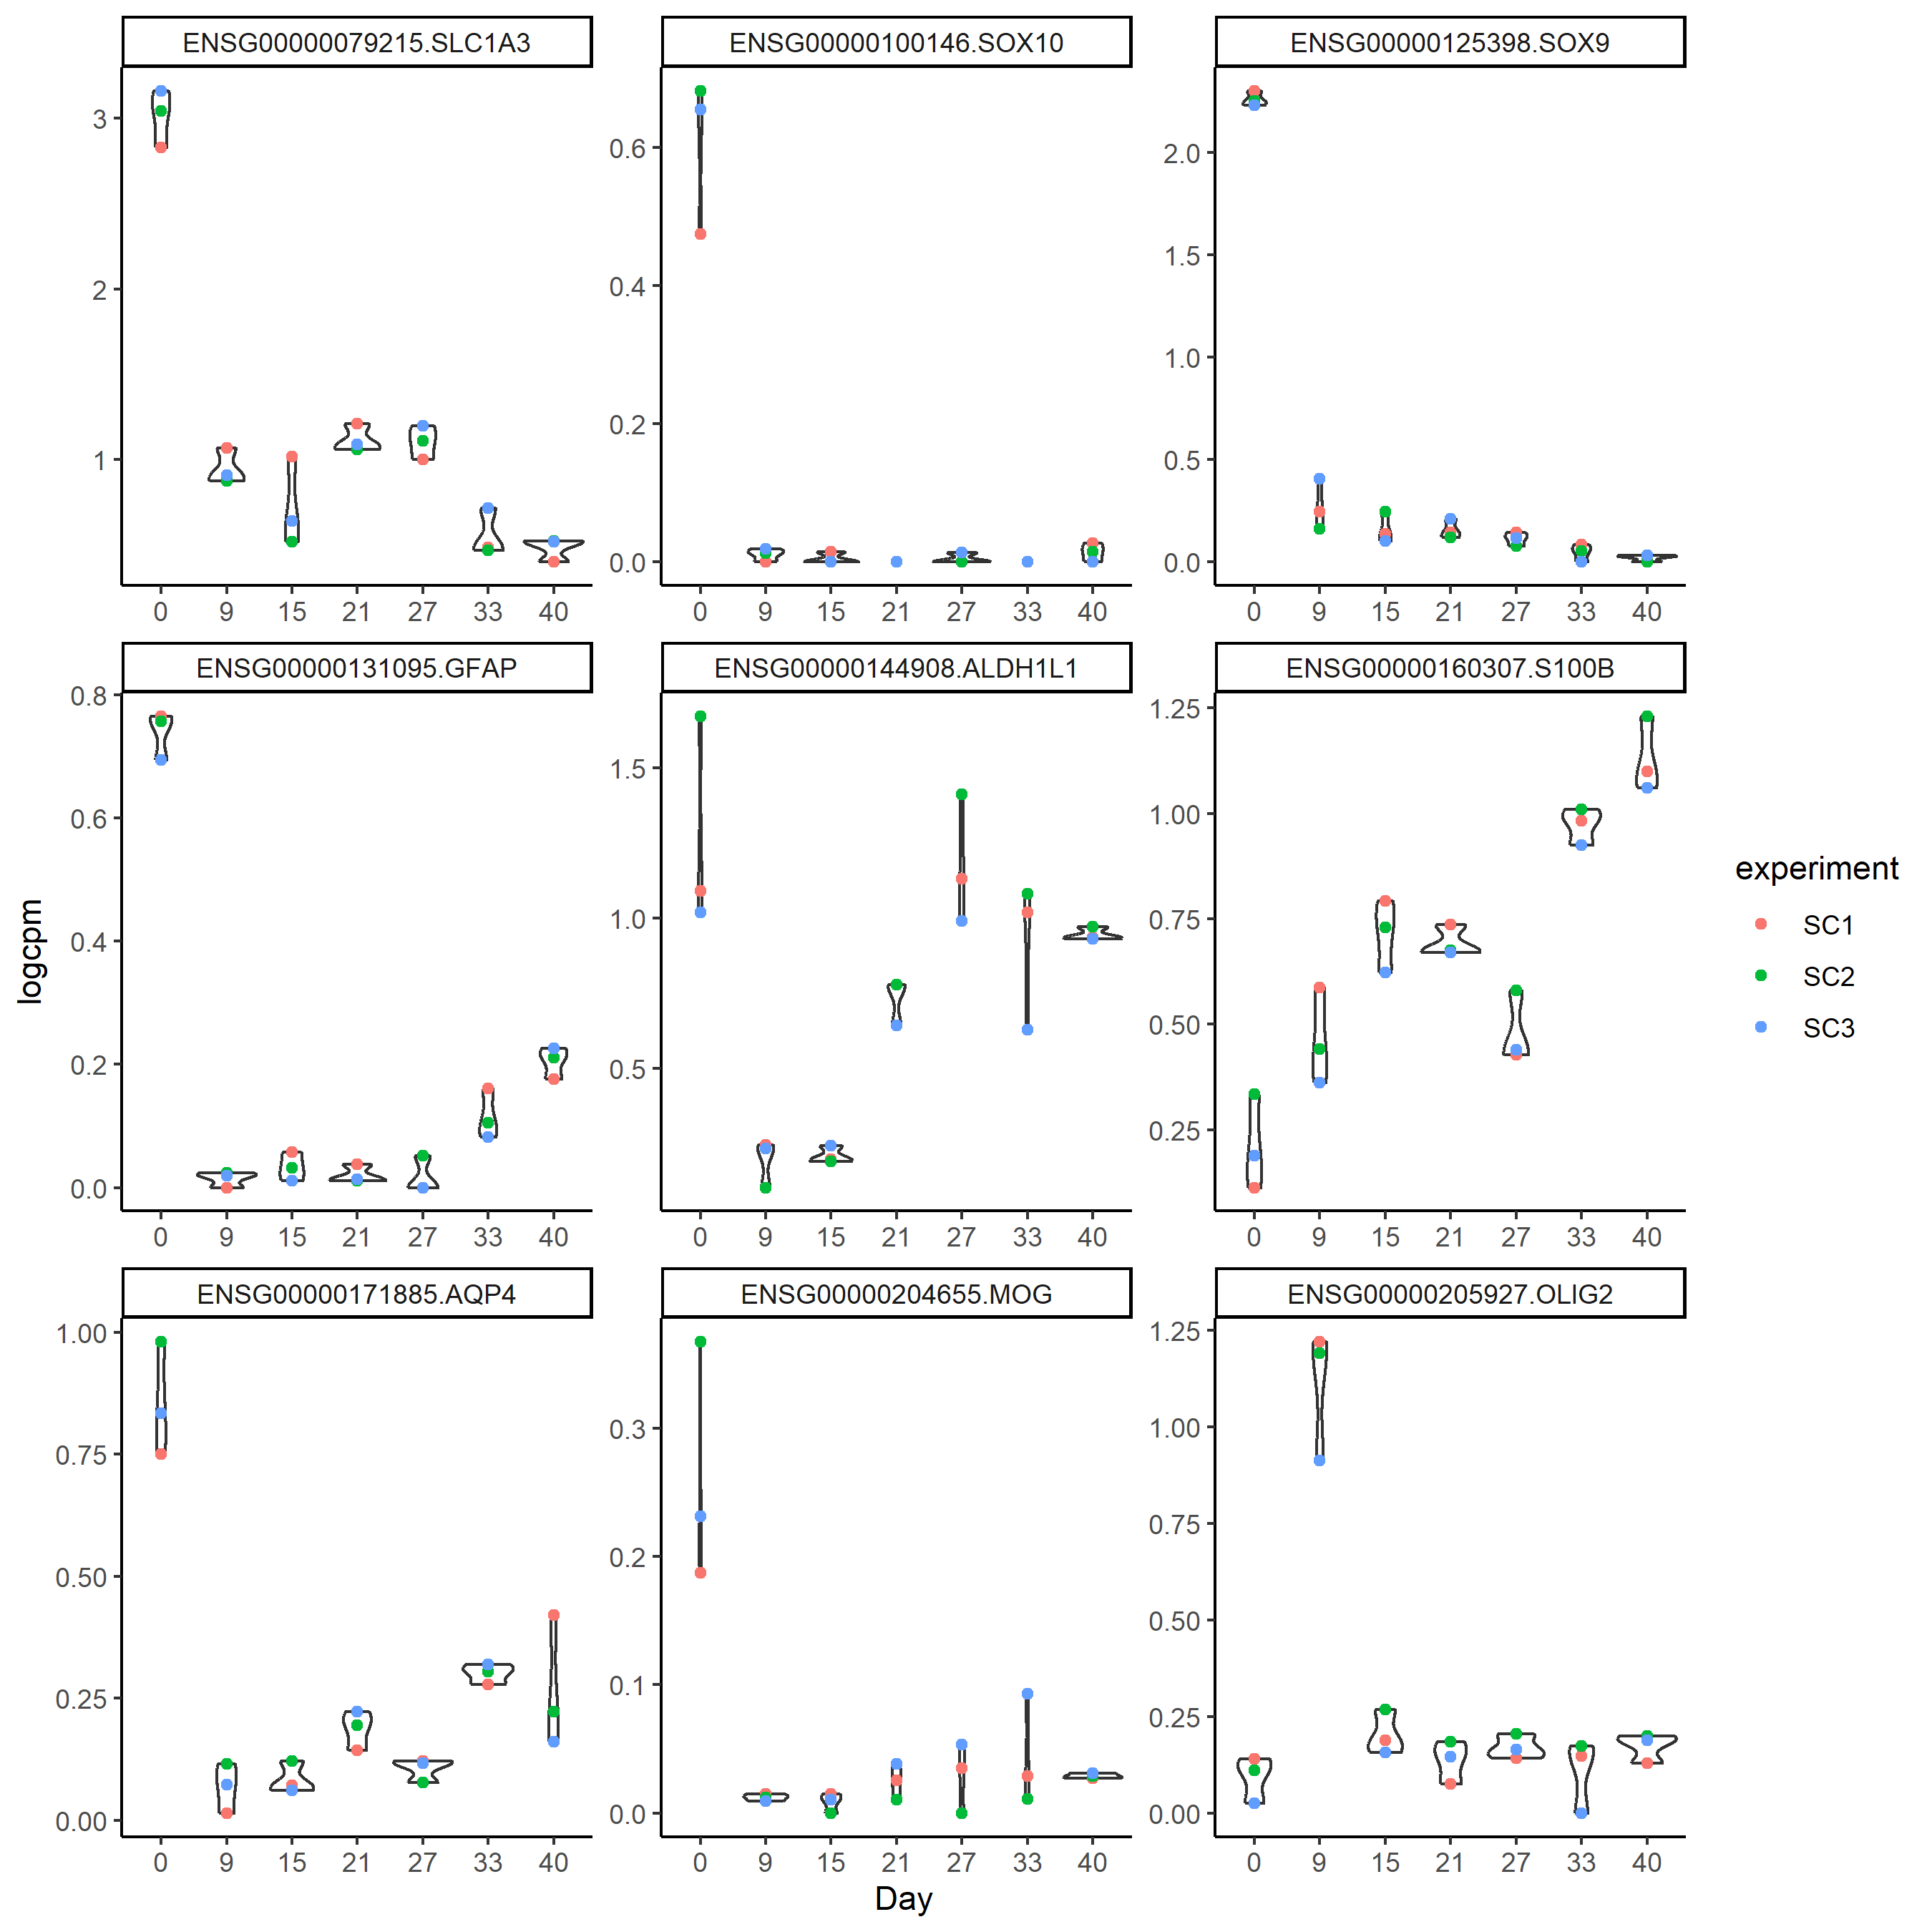 ENSG00000079215.SLC1A3
ENSG00000100146.SOX10
ENSG00000125398.SOX9
3
2
1
0.6
0.4
0.2
0.0
2.0
1.5
1.0
0.5
0.0
0 9 15 21 27 33 40
0 9 15 21 27 33 40
0 9 15 21 27 33 40
ENSG00000131095.GFAP
ENSG00000144908.ALDH1L1
ENSG00000160307.S100B
0.8
0.6
0.4
0.2
0.0
1.5
1.0
0.5
1.25
1.00
0.75
0.50
0.25
0 9 15 21 27 33 40
0 9 15 21 27 33 40
0 9 15 21 27 33 40
ENSG00000171885.AQP4
ENSG00000204655.MOG
ENSG00000205927.OLIG2
1.00
0.75
0.50
0.25
0.00
0.3
0.2
0.1
0.0
1.25
1.00
0.75
0.50
0.25
0.00
0 9 15 21 27 33 40
0 9 15 21 27 33 40
0 9 15 21 27 33 40
logcpm
Day
experiment
SC1
SC2
SC3